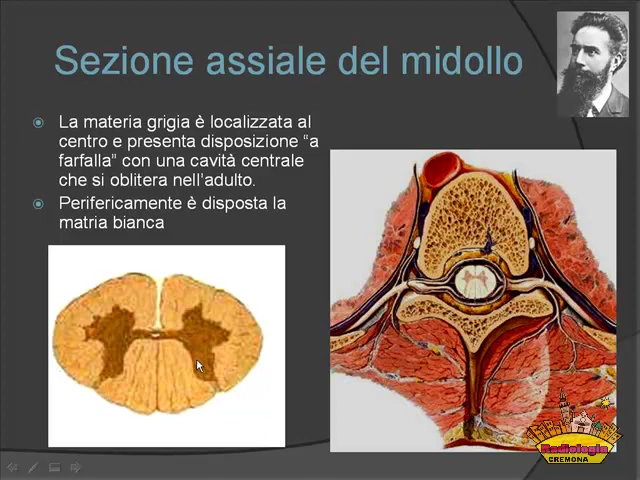 Sezione assiale del midollo
La materia grigia è localizzata al
centro e presenta disposizione “a
farfalla” con una cavità centrale
che si oblitera nell'adulto.
Perifericamente è disposta la
matria bianca
Radiologia
CREMONA